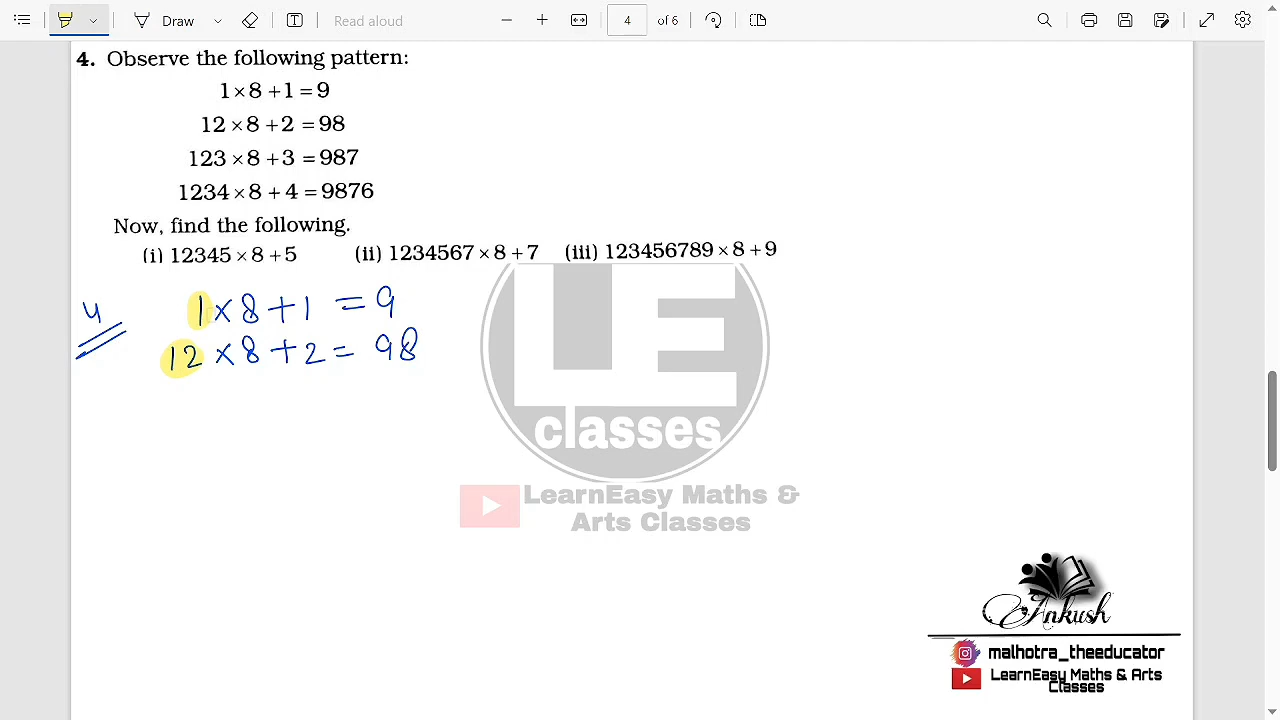 Draw
Read aloud
4 of 6
4. Observe the following pattern:
1×8 +1 = 9
12 ×8 +2 = 98
123 ×8 +3 = 987
1234 ×8 + 4 = 9876
Now, find the following.
(i) 12345 ×8 +5 (ii) 1234567 ×8 +7 (iii) 123456789 ×8 +9
4 1×8+1 = 9
12×8+2= 98
LE
classes
LearnEasy Maths &
Arts Classes
Ankush
malhotra_theeducator
LearnEasy Maths & Arts
Classes